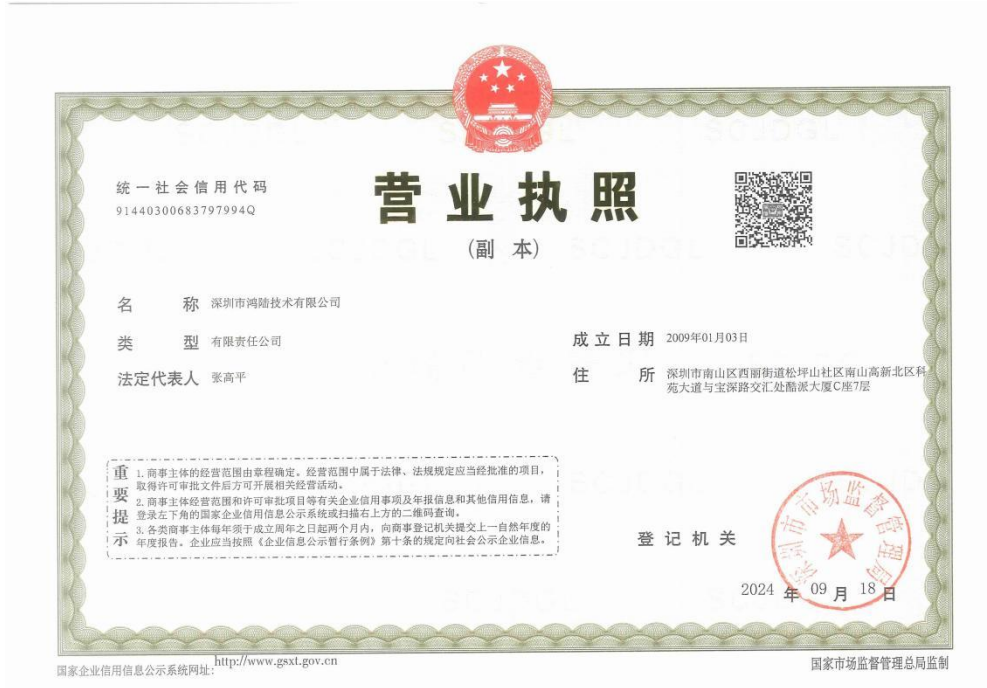 统一社会信用代码
91440300683797994Q
营业执照
(副 本)
名 称 深圳市鸿陆技术有限公司
类 型 有限责任公司
法定代表人 张高平
成立日期 2009年01月03日
住 所 深圳市南山区西丽街道松坪山社区南山高新北区科
苑大道与宝深路交汇处酷派大厦C座7层
重要提示
1.商事主体的经营范围由章程确定。经营范围中属于法律、法规规定应当经批准的项目,
取得许可审批文件后方可开展相关经营活动。
2.商事主体经营范围和许可审批项目等有关企业信用事项及年报信息和其他信用信息,请
登录左下角的国家企业信用信息公示系统或扫描右上方的二维码查询。
3.各类商事主体每年须于成立周年之日起两个月内,向商事登记机关提交上一自然年度的
年度报告。企业应当按照《企业信息公示暂行条例》第十条的规定向社会公示企业信息。
登记机关
深圳市市场监督管理局
2024 年 09 月 18 日
国家企业信用信息公示系统网址:http://www.gsxt.gov.cn
国家市场监督管理总局监制